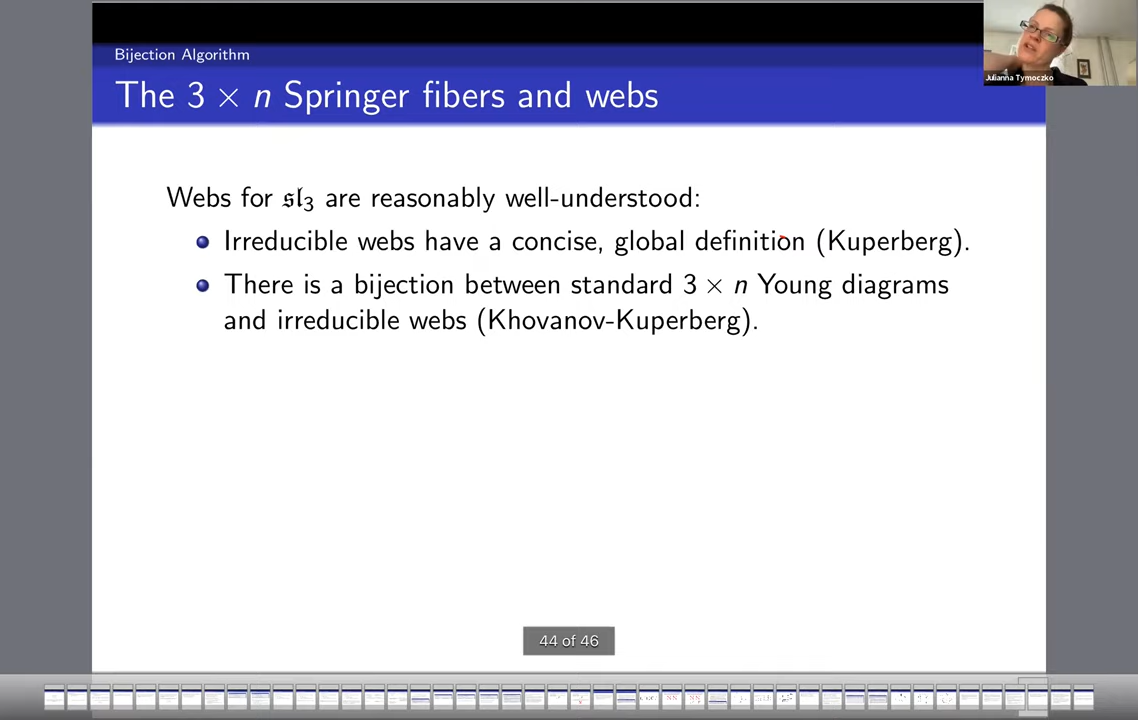 Bijection Algorithm
The 3 × n Springer fibers and webs
Julianna Tymoczko
Webs for 𝔰𝔩₃ are reasonably well-understood:
Irreducible webs have a concise, global definition (Kuperberg).
There is a bijection between standard 3 × n Young diagrams
and irreducible webs (Khovanov-Kuperberg).
44 of 46